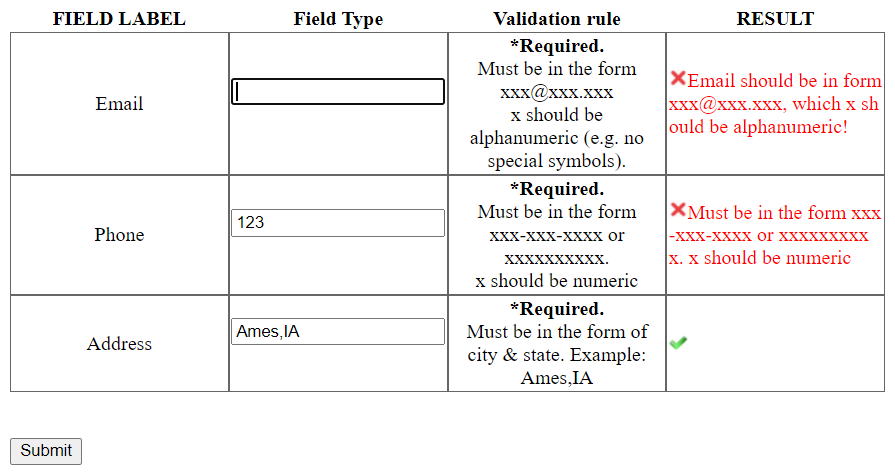 FIELD LABEL Field Type Validation rule RESULT
Email
*Required.
Must be in the form
xxx@xxx.xxx
x should be
alphanumeric (e.g. no
special symbols).
Email should be in form
xxx@xxx.xxx, which x sh
ould be alphanumeric!
Phone
123
*Required.
Must be in the form
xxx-xxx-xxxx or
xxxxxxxxxx.
x should be numeric
Must be in the form xxx
-xxx-xxxx or xxxxxxxxx
x. x should be numeric
Address
Ames,IA
*Required.
Must be in the form of
city & state. Example:
Ames,IA
Submit